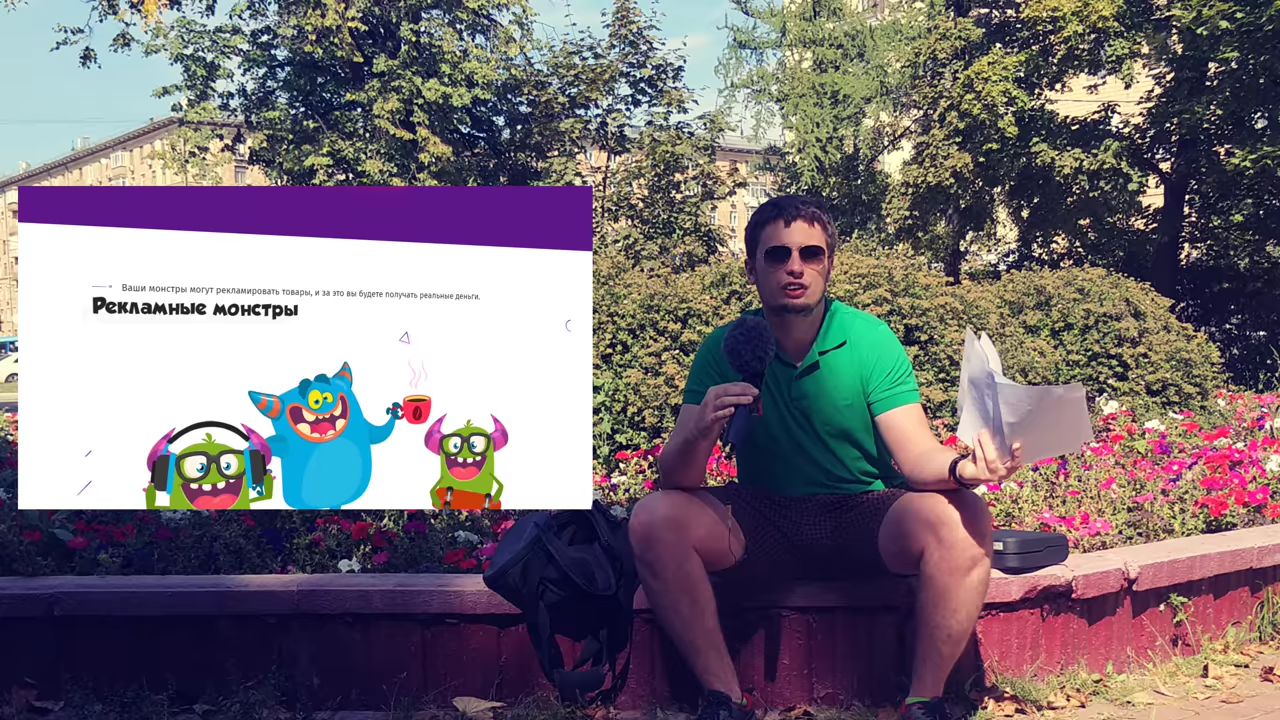 Ваши монстры могут рекламировать товары, и за это вы будете получать реальные деньги.
Рекламные монстры